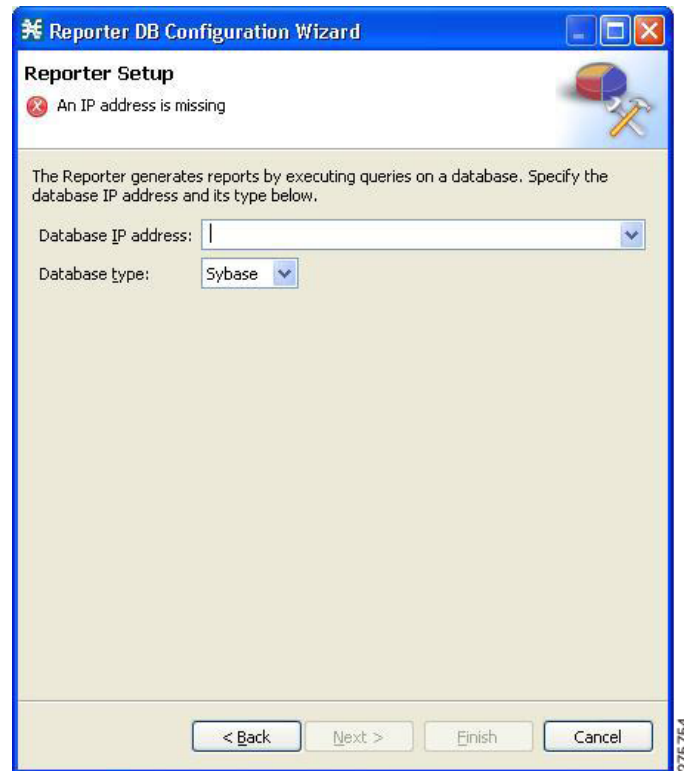 Reporter DB Configuration Wizard
Reporter Setup
An IP address is missing
The Reporter generates reports by executing queries on a database. Specify the
database IP address and its type below.
Database IP address:
Database type: Sybase
< Back Next > Finish Cancel
275754